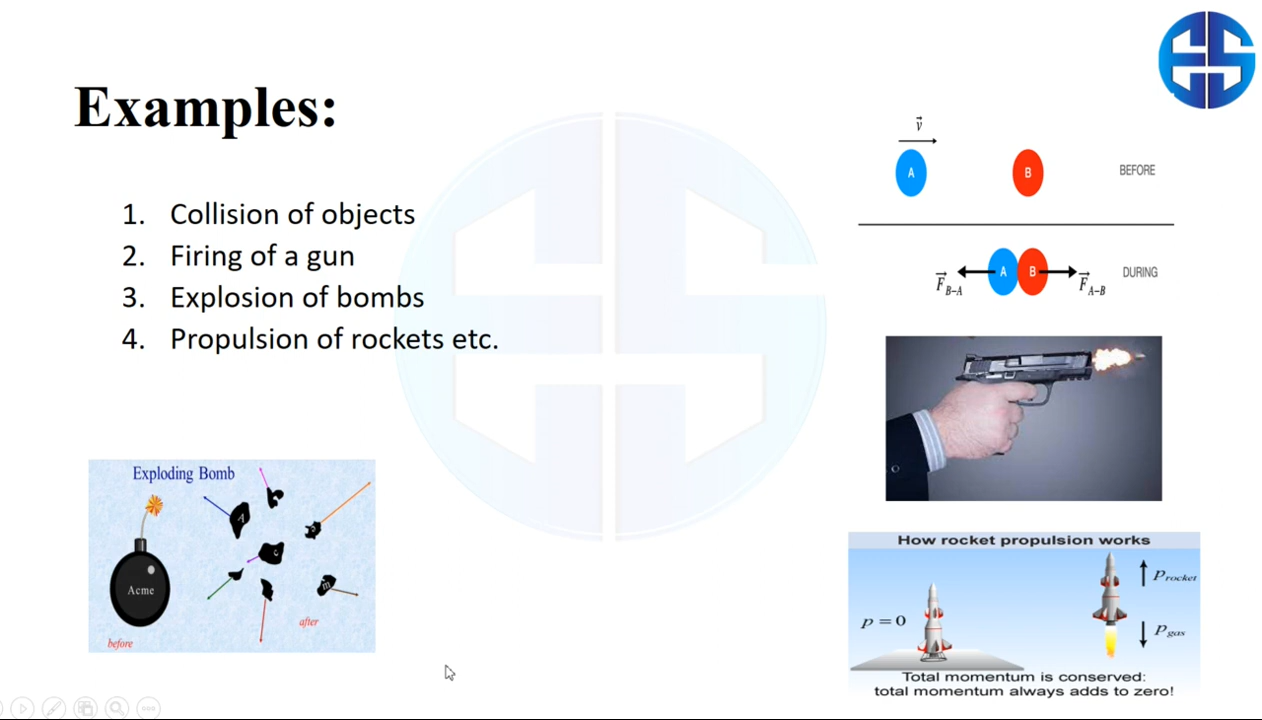 Examples:
1. Collision of objects
2. Firing of a gun
3. Explosion of bombs
4. Propulsion of rockets etc.
v
A B BEFORE
A B DURING
F B-A F A-B
Exploding Bomb
A
c
m
Acme
before
after
How rocket propulsion works
p = 0
p rocket
p gas
Total momentum is conserved:
total momentum always adds to zero!